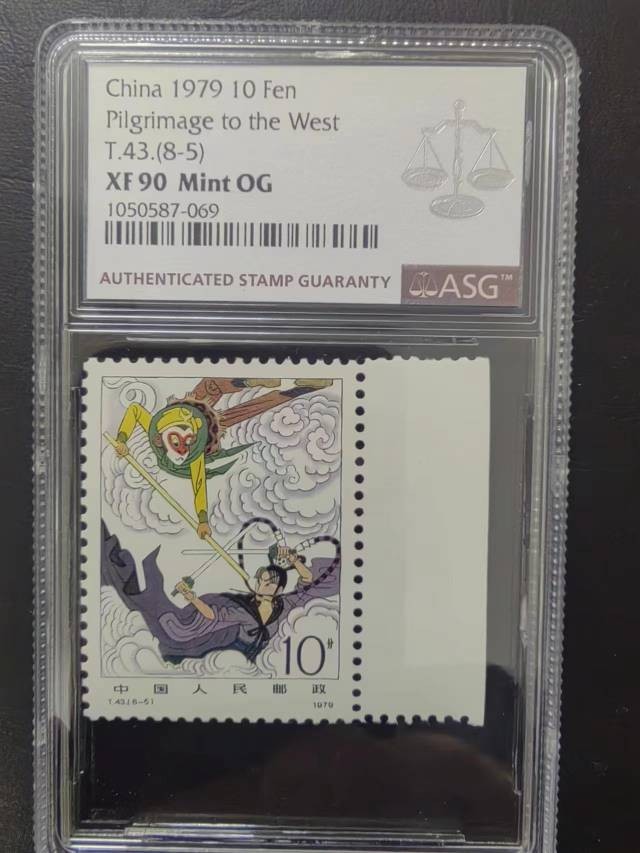 China 1979 10 Fen
Pilgrimage to the West
T.43.(8-5)
XF 90 Mint OG
1050587-069
AUTHENTICATED STAMP GUARANTY
ASG™
10分
中国人民邮政
T.43.(8-5) 1979